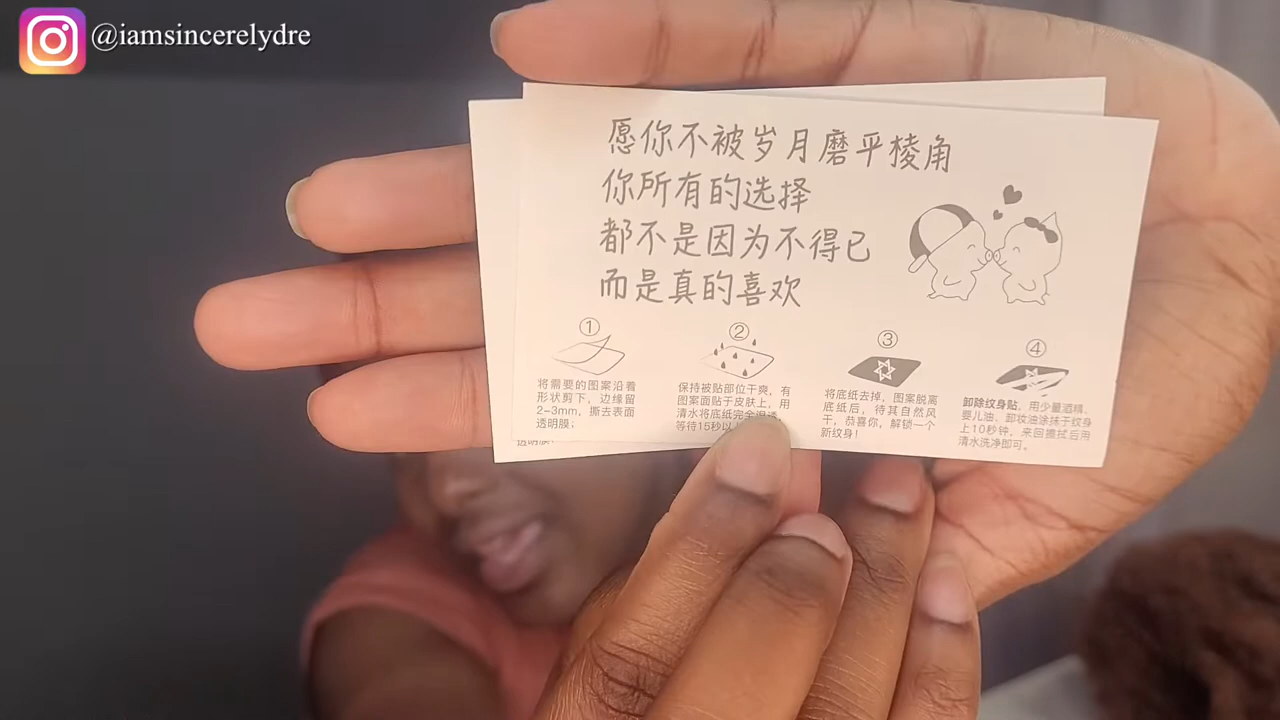 @iamsincerelydre
愿你不被岁月磨平棱角
你所有的选择
都不是因为不得已
而是真的喜欢
①
将需要的图案沿着
形状剪下，边缘留
2-3mm，撕去表面
透明膜；
②
保持被贴部位干爽，有
图案面贴于皮肤上，用
清水将底纸完全湿透，
等待15秒以
③
将底纸去掉，图案脱离
底纸后，待其自然风
干，恭喜你，解锁一个
新纹身！
④
卸除纹身贴，用少量酒精、
婴儿油、卸妆油涂抹于纹身
上10秒钟，来回擦拭后用
清水洗净即可。
透明膜；